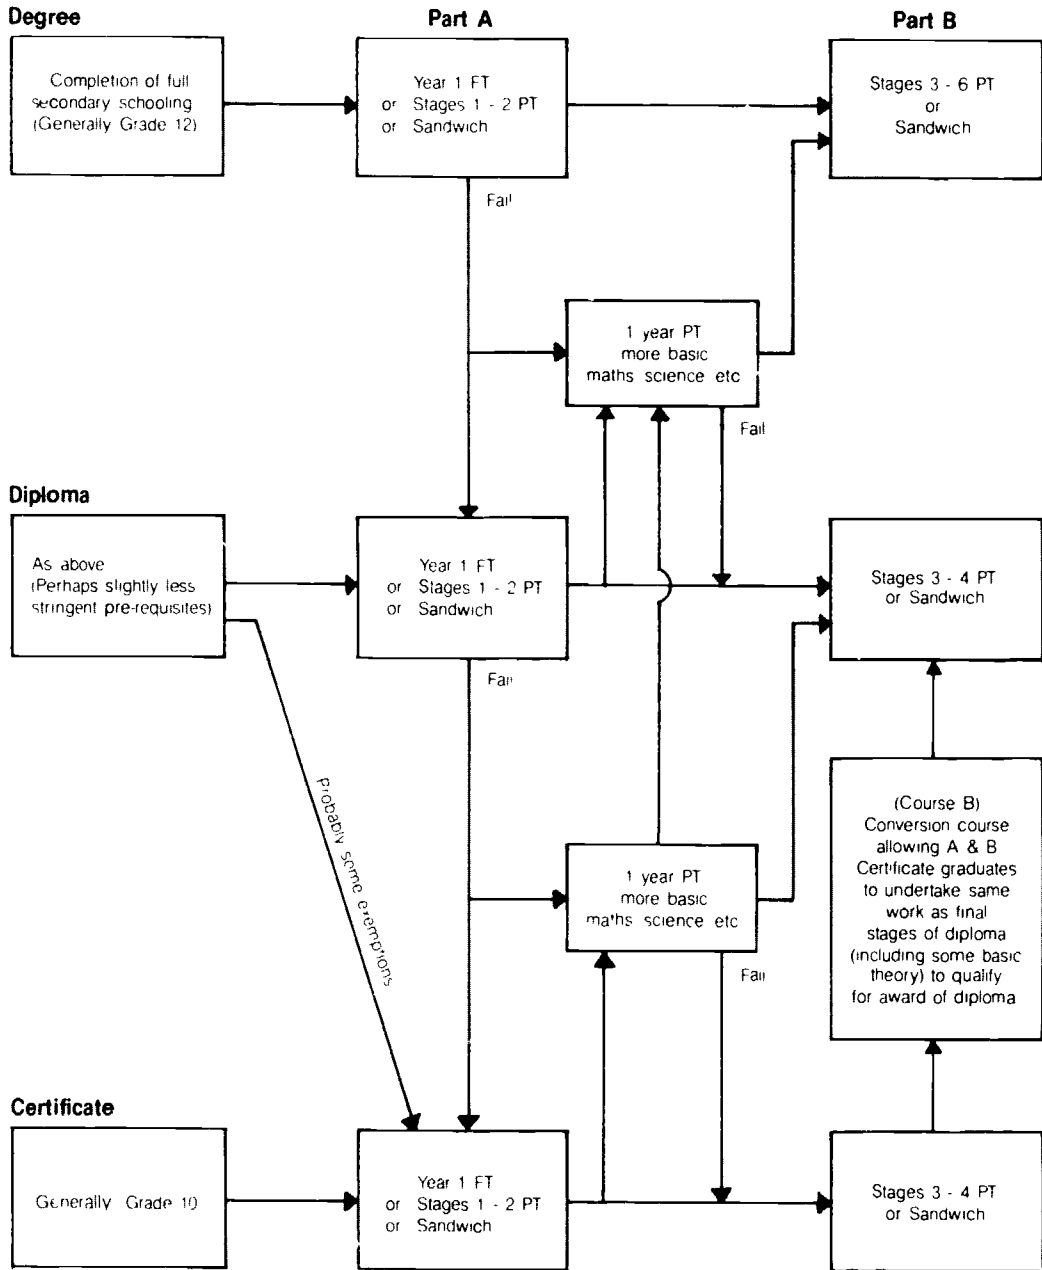 Degree
Part A
Part B
Completion of full
secondary schooling
(Generally Grade 12)
Year 1 FT
or Stages 1 - 2 PT
or Sandwich
Stages 3 - 6 PT
or
Sandwich
Fail
1 year PT
more basic
maths science etc
Fail
Diploma
As above
(Perhaps slightly less
stringent pre-requisites)
Year 1 FT
or Stages 1 - 2 PT
or Sandwich
Stages 3 - 4 PT
or Sandwich
Fail
Probably some exemptions
1 year PT
more basic
maths science etc
Fail
(Course B)
Conversion course
allowing A & B
Certificate graduates
to undertake same
work as final
stages of diploma
(including some basic
theory) to qualify
for award of diploma
Certificate
Generally Grade 10
Year 1 FT
or Stages 1 - 2 PT
or Sandwich
Stages 3 - 4 PT
or Sandwich